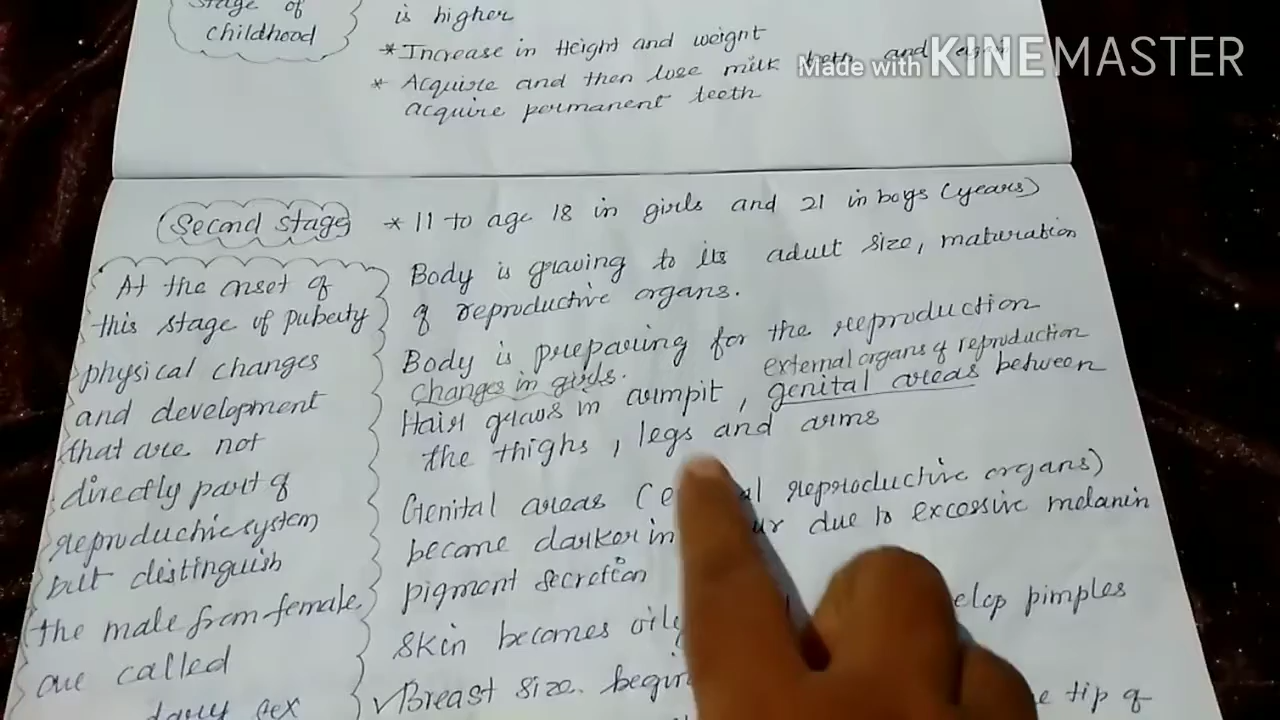 stage of
childhood
is higher
* Increase in Height and weight
* Acquire and then lose milk teeth and again
acquire permanent teeth
Made with KINEMASTER
Second stage
* 11 to age 18 in girls and 21 in boys (years)
At the onset of
this stage of puberty
physical changes
and development
that are not
directly part of
reproductive system
but distinguish
the male from female
are called
sex
Body is growing to its adult size, maturation
of reproductive organs.
Body is preparing for the reproduction
changes in girls.
external organs of reproduction
Hair grows in armpit, genital areas between
the thighs, legs and arms
Genital areas ( reproductive organs)
become darker in due to excessive melanin
pigment secretion
Skin becomes oily pimples
✓Breast size tip of